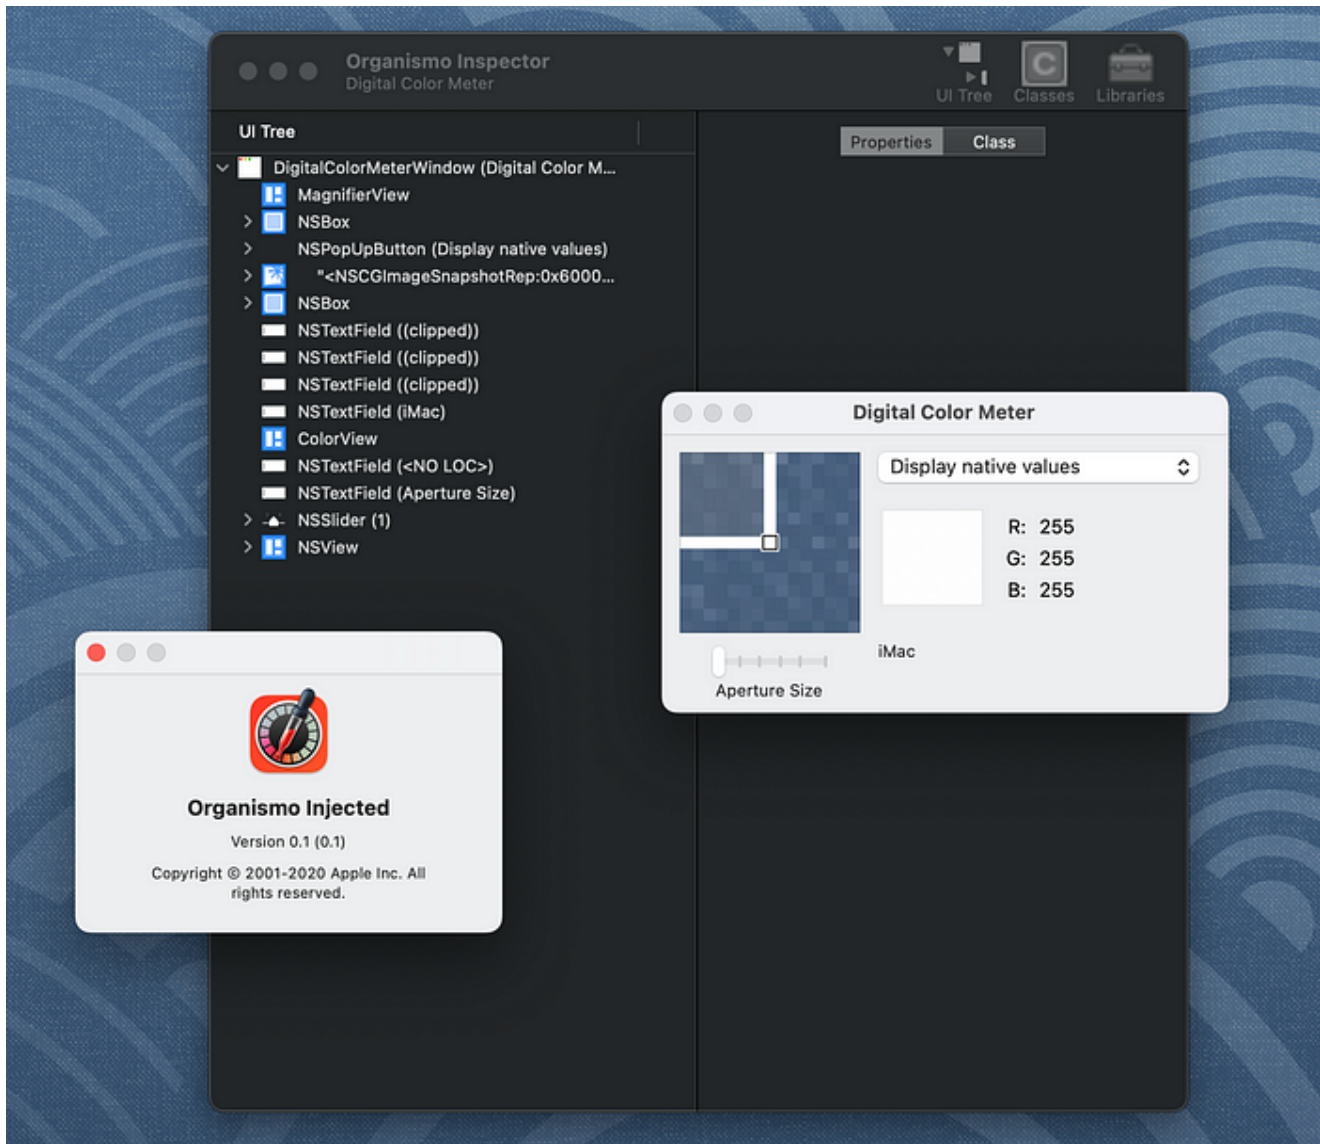 Organismo Inspector
Digital Color Meter
UI Tree
Classes
Libraries
UI Tree
Properties
Class
DigitalColorMeterWindow (Digital Color M...
MagnifierView
NSBox
NSPopUpButton (Display native values)
"<NSCGImageSnapshotRep:0x6000...
NSBox
NSTextField ((clipped))
NSTextField ((clipped))
NSTextField ((clipped))
NSTextField (iMac)
ColorView
NSTextField (<NO LOC>)
NSTextField (Aperture Size)
NSSlider (1)
NSView
Digital Color Meter
Display native values
R: 255
G: 255
B: 255
iMac
Aperture Size
Organismo Injected
Version 0.1 (0.1)
Copyright © 2001-2020 Apple Inc. All
rights reserved.